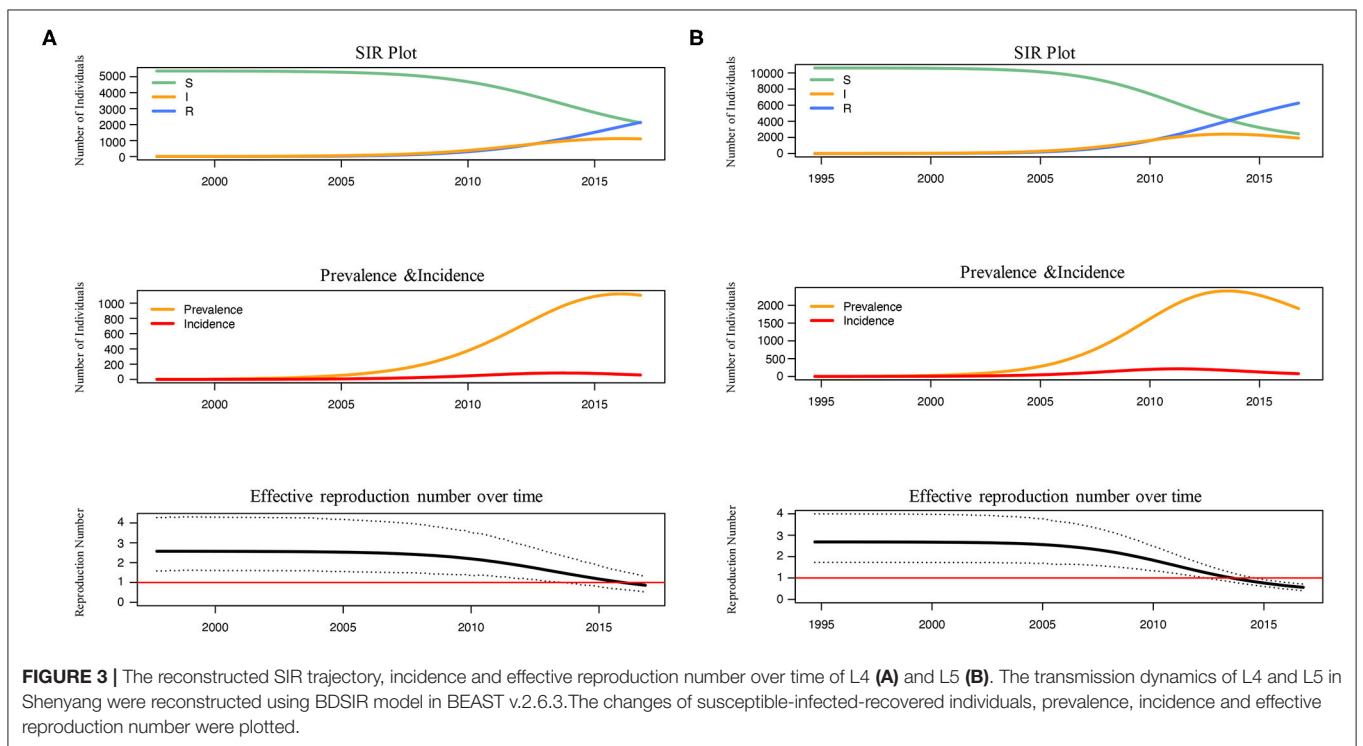 A
SIR Plot
Number of Individuals
5000
4000
3000
2000
1000
0
S
I
R
2000
2005
2010
2015
Prevalence &Incidence
Number of Individuals
1000
800
600
400
200
0
Prevalence
Incidence
2000
2005
2010
2015
Effective reproduction number over time
Reproduction Number
4
3
2
1
0
2000
2005
2010
2015
B
SIR Plot
Number of Individuals
10000
8000
6000
4000
2000
0
S
I
R
1995
2000
2005
2010
2015
Prevalence &Incidence
Number of Individuals
2000
1500
1000
500
0
Prevalence
Incidence
1995
2000
2005
2010
2015
Effective reproduction number over time
Reproduction Number
4
3
2
1
0
1995
2000
2005
2010
2015
FIGURE 3 | The reconstructed SIR trajectory, incidence and effective reproduction number over time of L4 (A) and L5 (B). The transmission dynamics of L4 and L5 in
Shenyang were reconstructed using BDSIR model in BEAST v.2.6.3.The changes of susceptible-infected-recovered individuals, prevalence, incidence and effective
reproduction number were plotted.